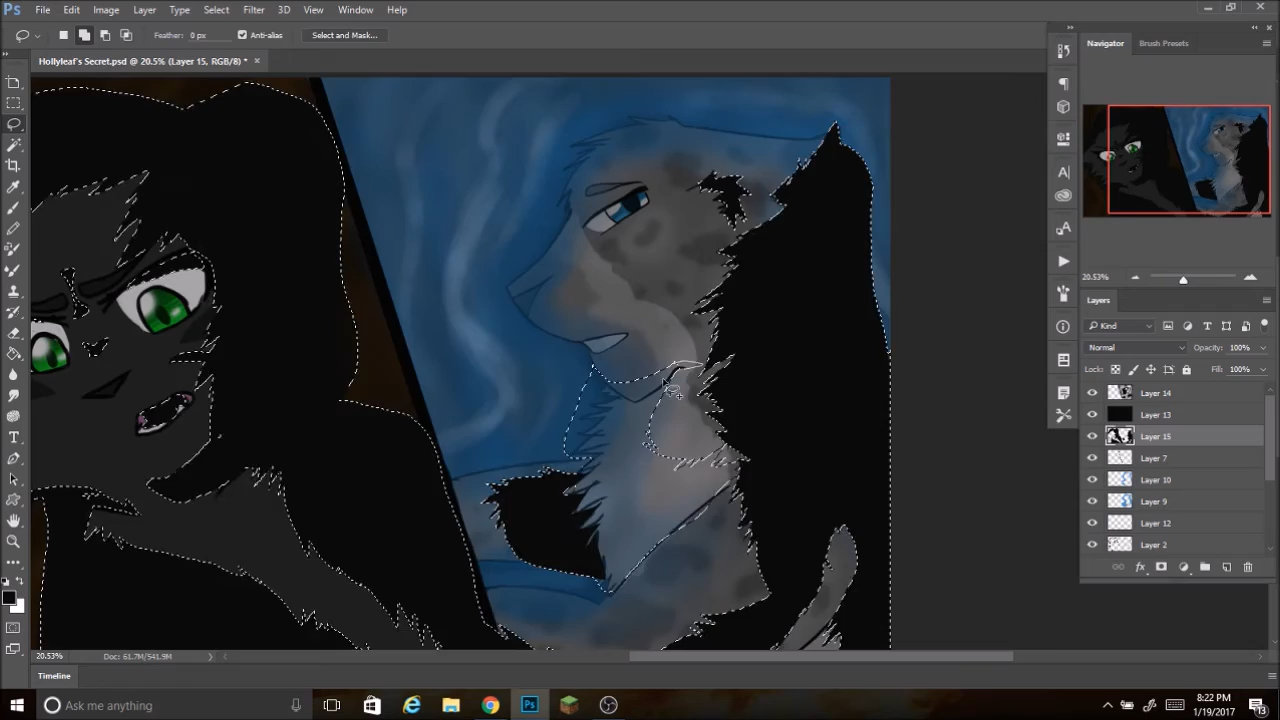 Ps File Edit Image Layer Type Select Filter 3D View Window Help
Feather: 0 px Anti-alias Select and Mask...
Hollyleaf's Secret.psd @ 20.5% (Layer 15, RGB/8) *
Navigator Brush Presets
20.53%
Layers
Kind
Normal Opacity: 100%
Lock: Fill: 100%
Layer 14
Layer 13
Layer 15
Layer 7
Layer 10
Layer 9
Layer 12
Layer 2
fx
20.53% Doc: 61.7M/541.9M
Timeline
Ask me anything
Ps
8:22 PM
1/19/2017